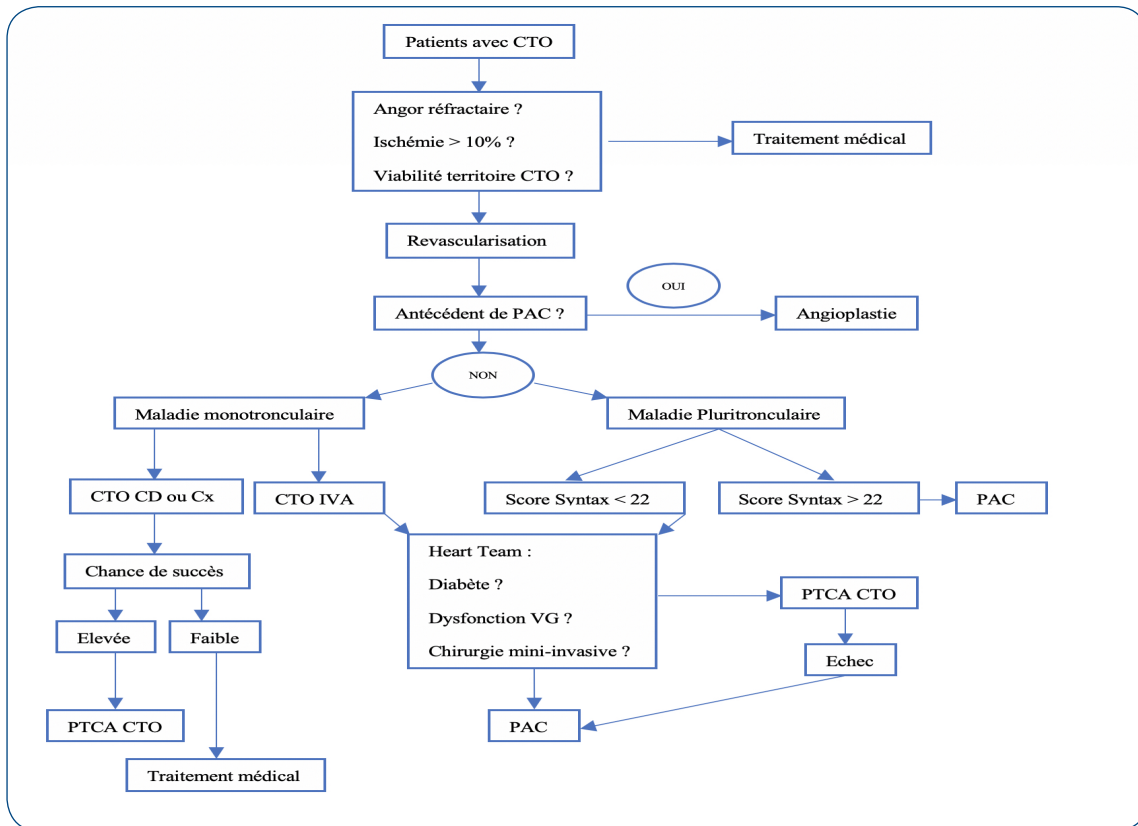 Patients avec CTO
Angor réfractaire ?
Ischémie > 10% ?
Viabilité territoire CTO ?
Traitement médical
Revascularisation
OUI
Antécédent de PAC ?
Angioplastie
NON
Maladie monotronculaire
Maladie Pluritronculaire
CTO CD ou Cx
CTO IVA
Score Syntax < 22
Score Syntax > 22
PAC
Heart Team :
Diabète ?
Dysfonction VG ?
Chirurgie mini-invasive ?
Chance de succès
PTCA CTO
Elevée
Faible
Echec
PTCA CTO
PAC
Traitement médical